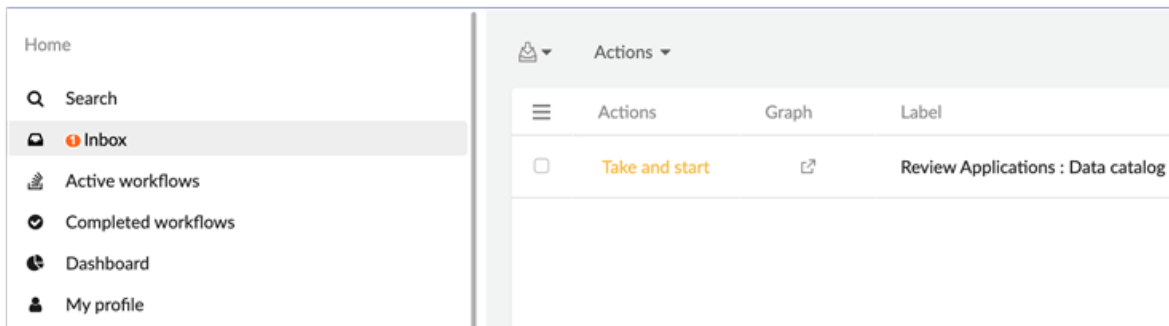 Home
Search
1 Inbox
Active workflows
Completed workflows
Dashboard
My profile
Actions
Actions Graph Label
Take and start Review Applications : Data catalog